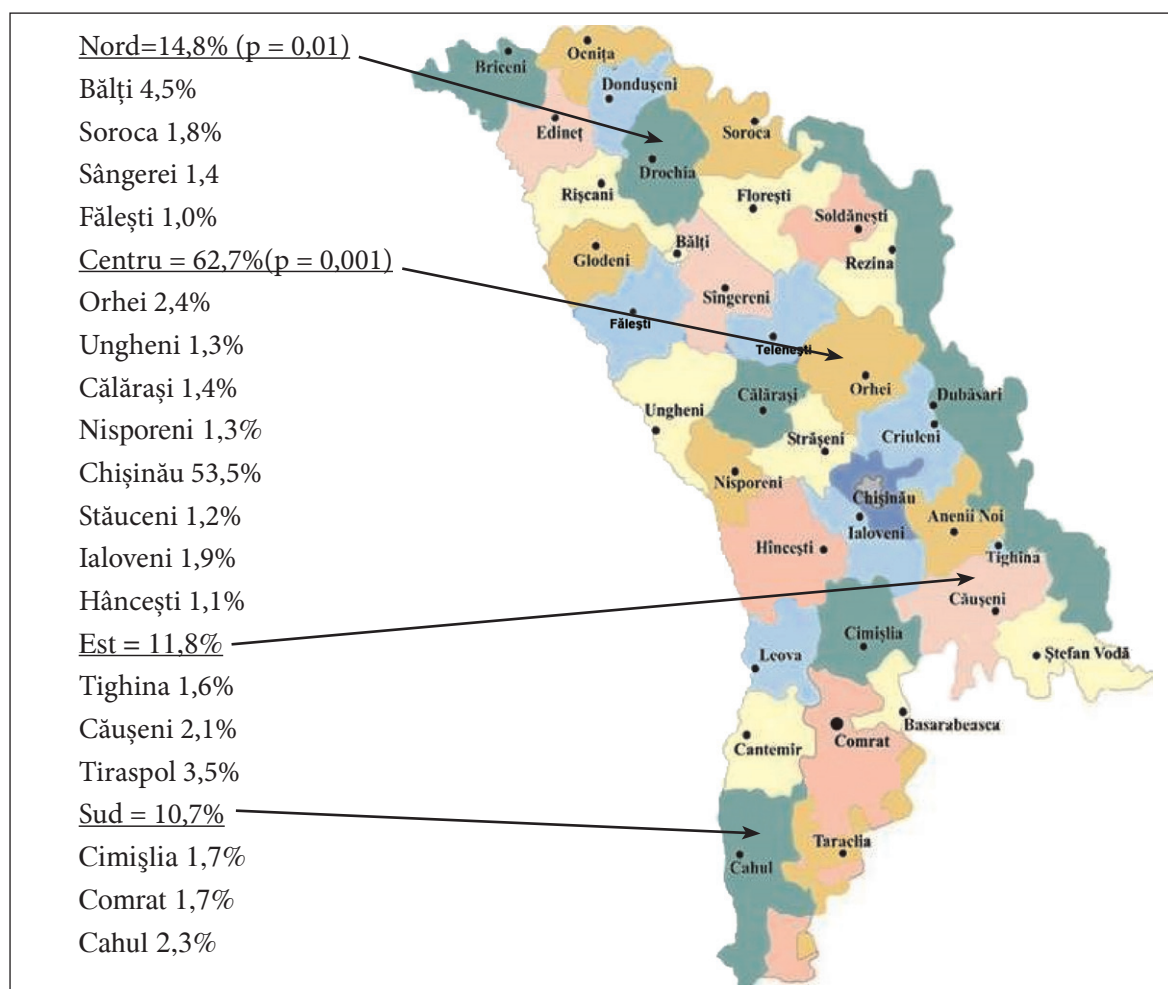 Nord=14,8% (p = 0,01)
Bălți 4,5%
Soroca 1,8%
Sângerei 1,4
Fălești 1,0%
Centru = 62,7%(p = 0,001)
Orhei 2,4%
Ungheni 1,3%
Călărași 1,4%
Nisporeni 1,3%
Chișinău 53,5%
Stăuceni 1,2%
Ialoveni 1,9%
Hâncești 1,1%
Est = 11,8%
Tighina 1,6%
Căușeni 2,1%
Tiraspol 3,5%
Sud = 10,7%
Cimişlia 1,7%
Comrat 1,7%
Cahul 2,3%
Ocnița
Briceni
Dondușeni
Edineț
Soroca
Drochia
Rîșcani
Florești
Soldănești
Bălți
Glodeni
Rezina
Sîngereni
Fălești
Telenești
Orhei
Călărași
Dubăsari
Ungheni
Criuleni
Strășeni
Nisporeni
Chișinău
Anenii Noi
Ialoveni
Hîncești
Tighina
Căușeni
Cimișlia
Leova
Ștefan Vodă
Basarabeasca
Cantemir
Comrat
Taraclia
Cahul